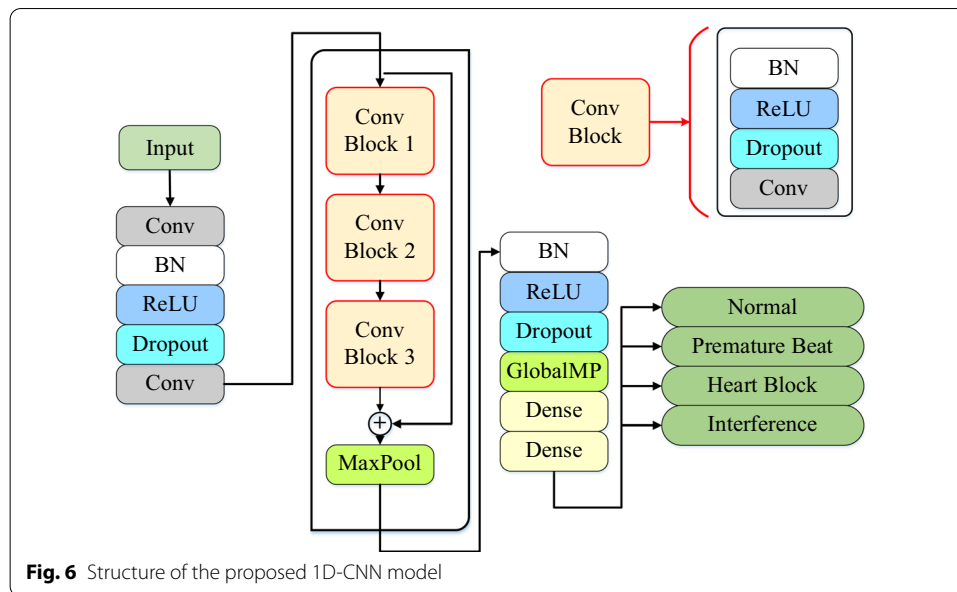 Input
Conv
BN
ReLU
Dropout
Conv
Conv
Block 1
Conv
Block 2
Conv
Block 3
+
MaxPool
Conv
Block
BN
ReLU
Dropout
Conv
BN
ReLU
Dropout
GlobalMP
Dense
Dense
Normal
Premature Beat
Heart Block
Interference
Fig. 6 Structure of the proposed 1D-CNN model